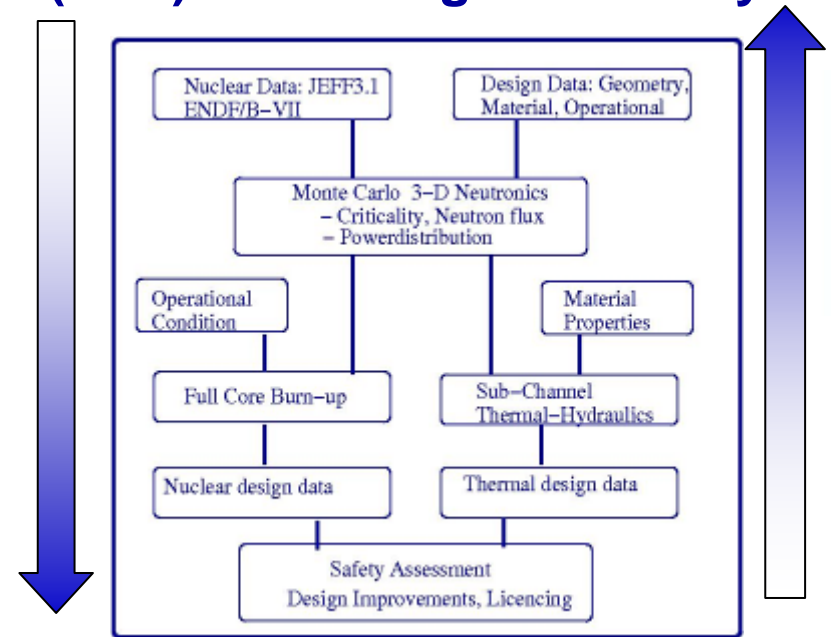 Nuclear Data: JEFF3.1
ENDF/B−VII
Design Data: Geometry,
Material, Operational
Monte Carlo 3−D Neutronics
− Criticality, Neutron flux
− Powerdistribution
Operational
Condition
Material
Properties
Full Core Burn−up
Sub−Channel
Thermal−Hydraulics
Nuclear design data
Thermal design data
Safety Assessment
Design Improvements, Licencing